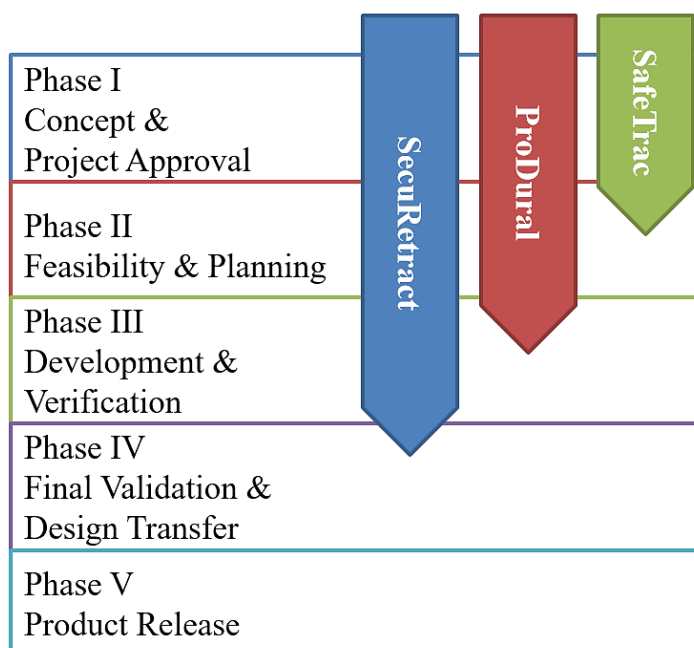 Phase I
Concept &
Project Approval
Phase II
Feasibility & Planning
Phase III
Development &
Verification
Phase IV
Final Validation &
Design Transfer
Phase V
Product Release
SecuRetract
ProDural
SafeTrac